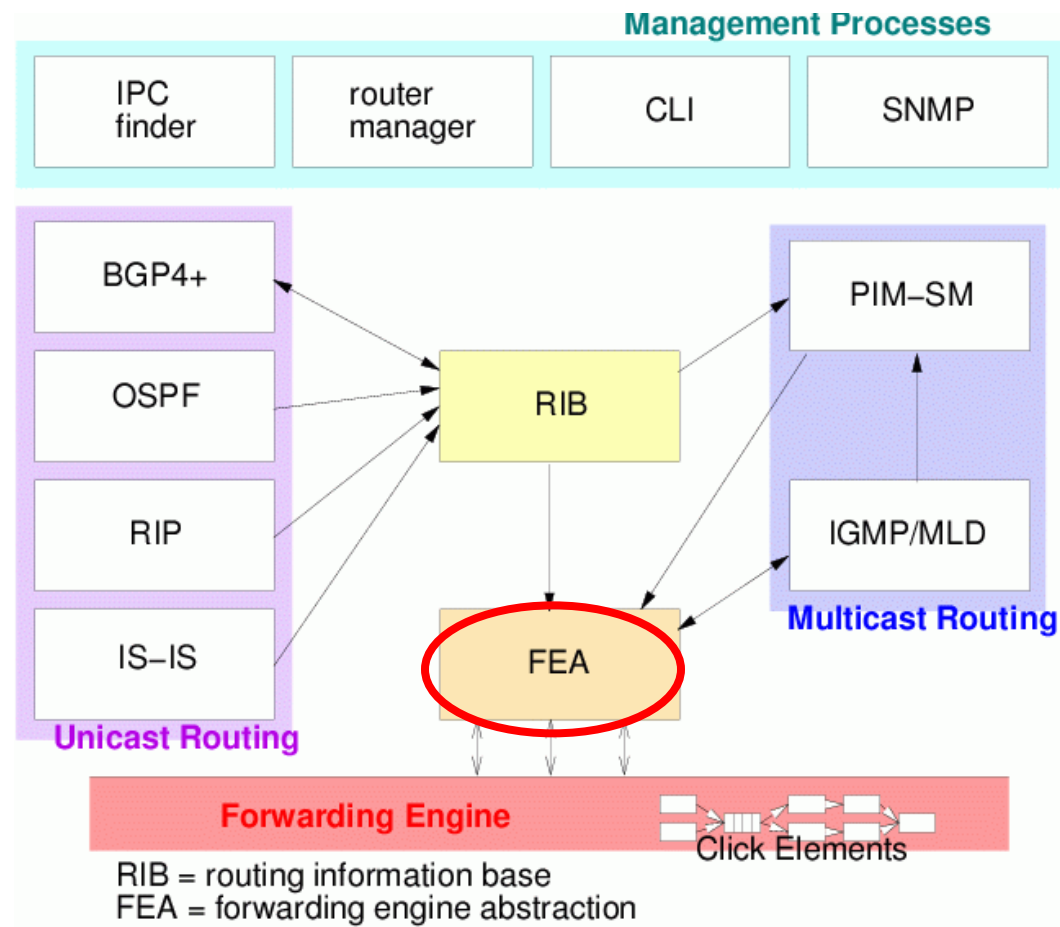 Management Processes
IPC
finder
router
manager
CLI
SNMP
BGP4+
OSPF
RIP
IS–IS
Unicast Routing
RIB
FEA
PIM–SM
IGMP/MLD
Multicast Routing
Forwarding Engine
Click Elements
RIB = routing information base
FEA = forwarding engine abstraction